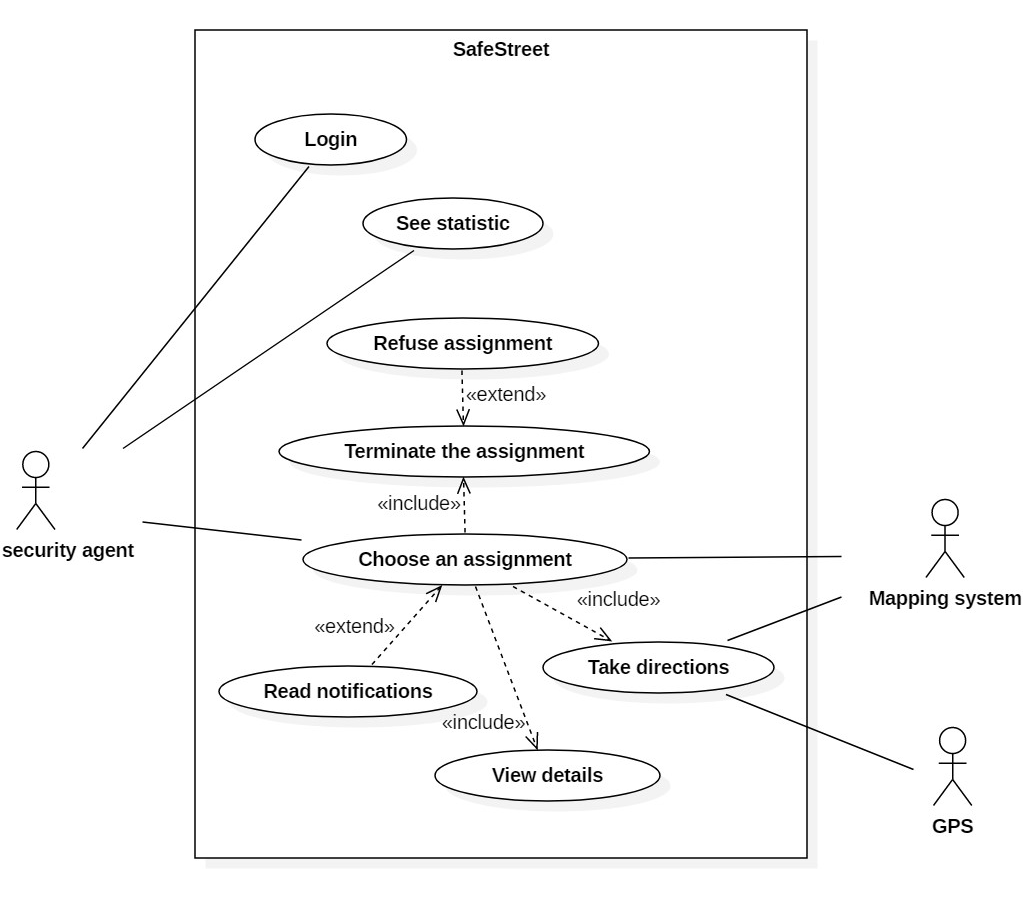 SafeStreet
Login
See statistic
Refuse assignment
«extend»
Terminate the assignment
«include»
security agent
Choose an assignment
«include»
Mapping system
«extend»
Take directions
Read notifications
«include»
View details
GPS